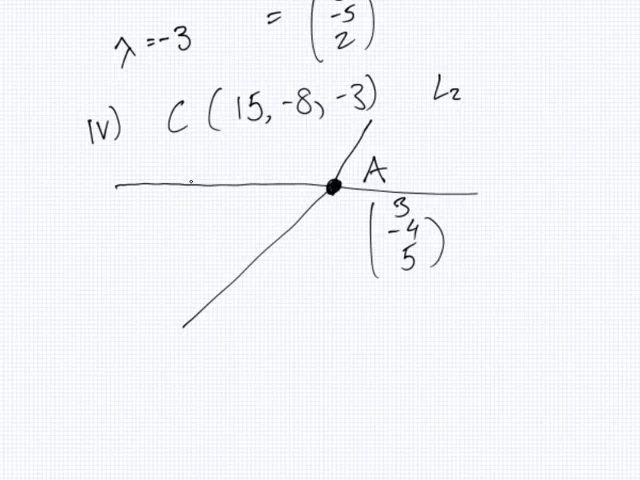 λ = -3
= ( -5 2 )
IV) C ( 15, -8, -3 ) L₂
A
( 3
-4
5 )